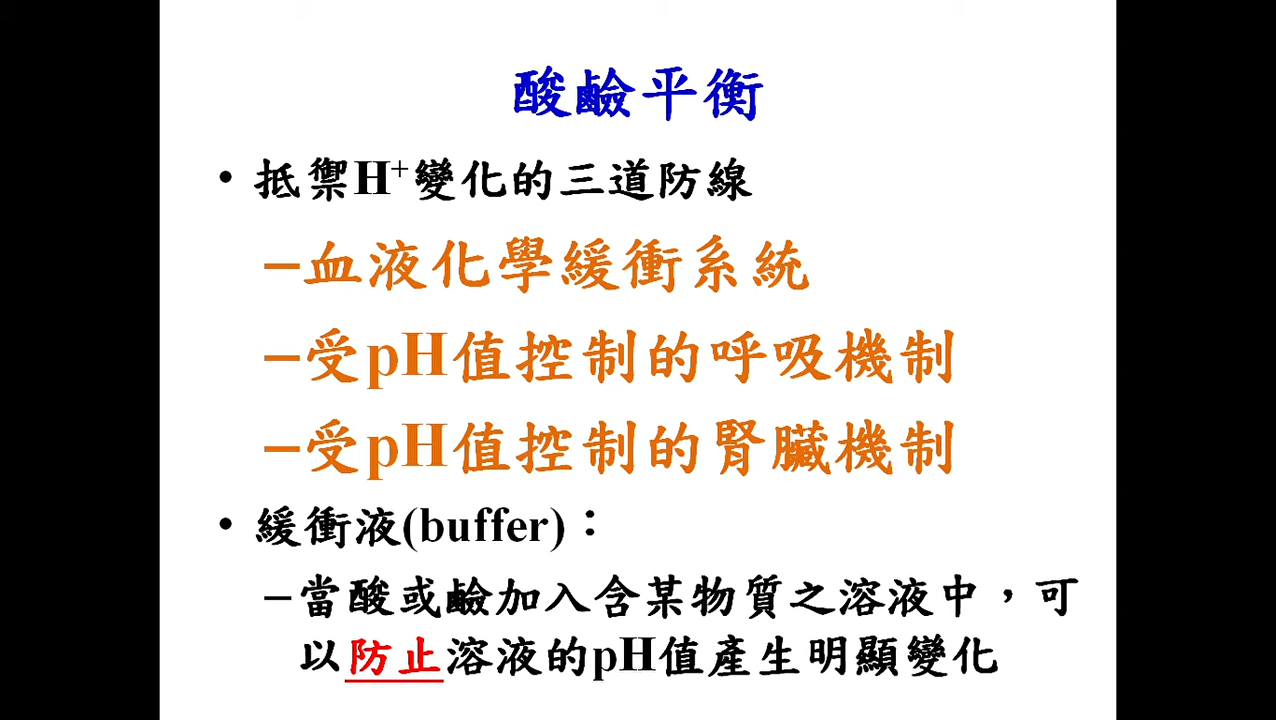 酸鹼平衡
• 抵禦H⁺變化的三道防線
–血液化學緩衝系統
–受pH值控制的呼吸機制
–受pH值控制的腎臟機制
• 緩衝液(buffer)：
–當酸或鹼加入含某物質之溶液中，可
以防止溶液的pH值產生明顯變化